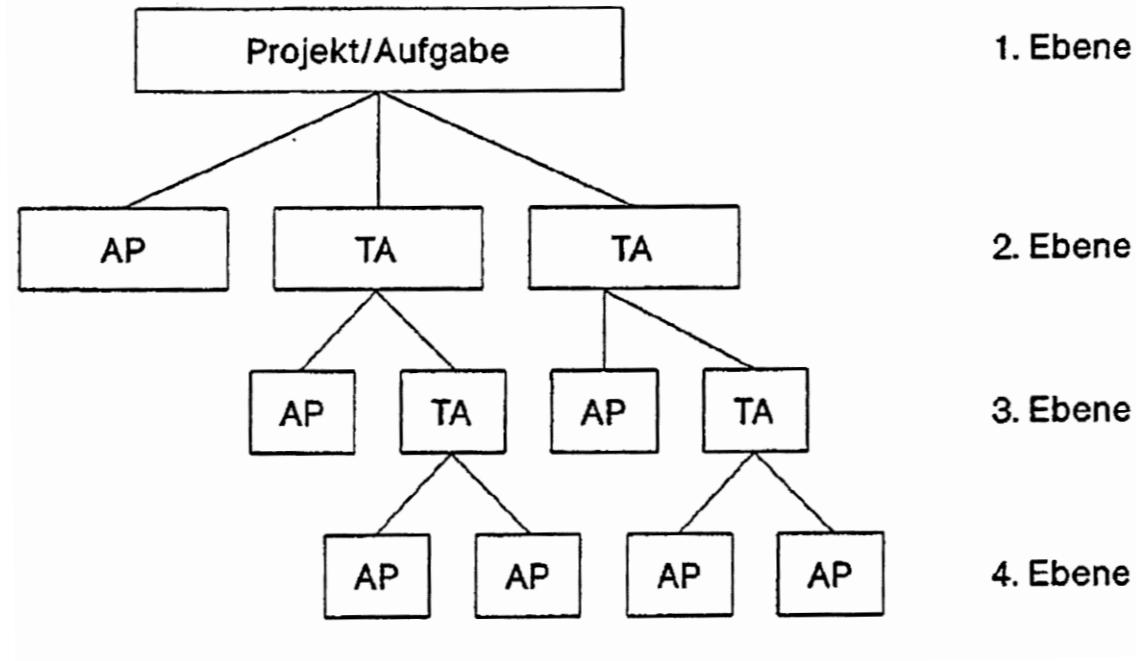 Projekt/Aufgabe 1. Ebene
AP TA TA 2. Ebene
AP TA AP TA 3. Ebene
AP AP AP AP 4. Ebene